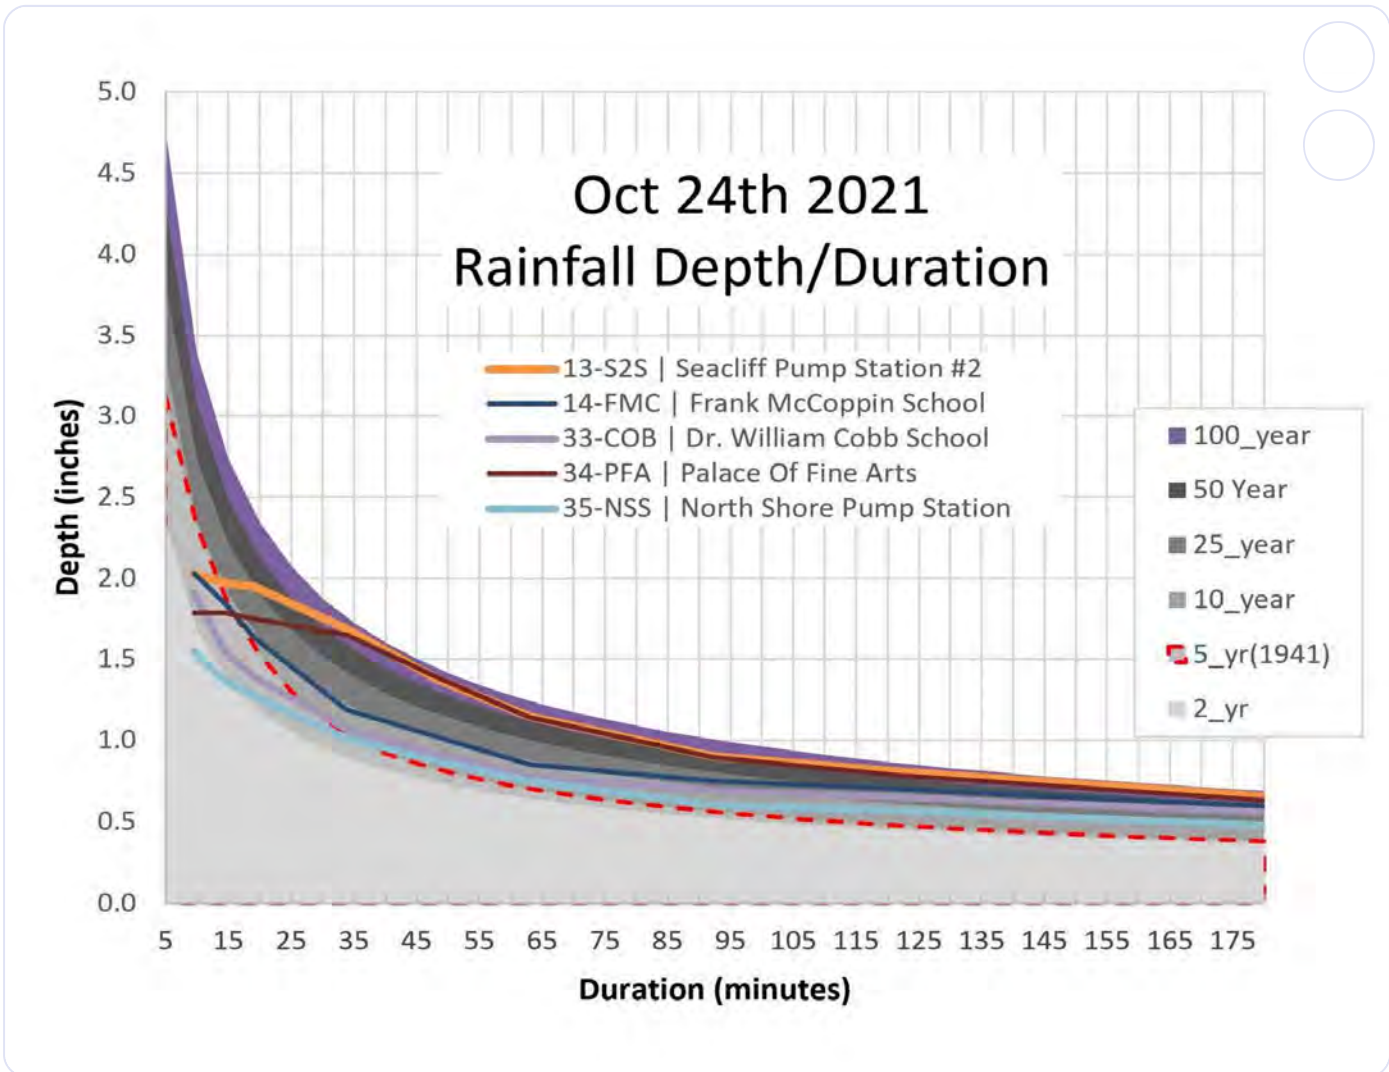 Oct 24th 2021
Rainfall Depth/Duration
5.0
4.5
4.0
3.5
3.0
2.5
2.0
1.5
1.0
0.5
0.0
Depth (inches)
13-S2S | Seacliff Pump Station #2
14-FMC | Frank McCoppin School
33-COB | Dr. William Cobb School
34-PFA | Palace Of Fine Arts
35-NSS | North Shore Pump Station
100_year
50 Year
25_year
10_year
5_yr(1941)
2_yr
5 15 25 35 45 55 65 75 85 95 105 115 125 135 145 155 165 175
Duration (minutes)